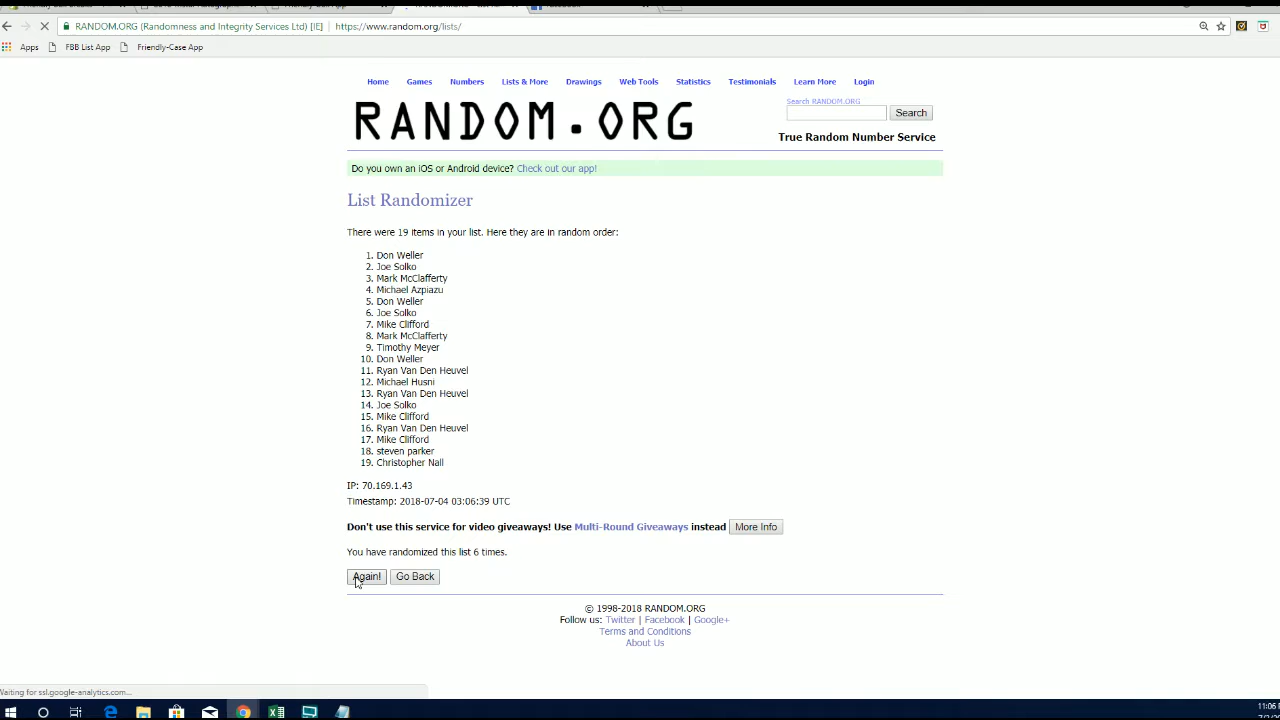 RANDOM.ORG (Randomness and Integrity Services Ltd) [IE] | https://www.random.org/lists/
Apps FBB List App Friendly-Case App
Home Games Numbers Lists & More Drawings Web Tools Statistics Testimonials Learn More Login
RANDOM.ORG
Search RANDOM.ORG
Search
True Random Number Service
Do you own an iOS or Android device? Check out our app!
List Randomizer
There were 19 items in your list. Here they are in random order:
1. Don Weller
2. Joe Solko
3. Mark McClafferty
4. Michael Azpiazu
5. Don Weller
6. Joe Solko
7. Mike Clifford
8. Mark McClafferty
9. Timothy Meyer
10. Don Weller
11. Ryan Van Den Heuvel
12. Michael Husni
13. Ryan Van Den Heuvel
14. Joe Solko
15. Mike Clifford
16. Ryan Van Den Heuvel
17. Mike Clifford
18. steven parker
19. Christopher Nall
IP: 70.169.1.43
Timestamp: 2018-07-04 03:06:39 UTC
Don't use this service for video giveaways! Use Multi-Round Giveaways instead More Info
You have randomized this list 6 times.
Again! Go Back
© 1998-2018 RANDOM.ORG
Follow us: Twitter | Facebook | Google+
Terms and Conditions
About Us
Waiting for ssl.google-analytics.com...
11:06